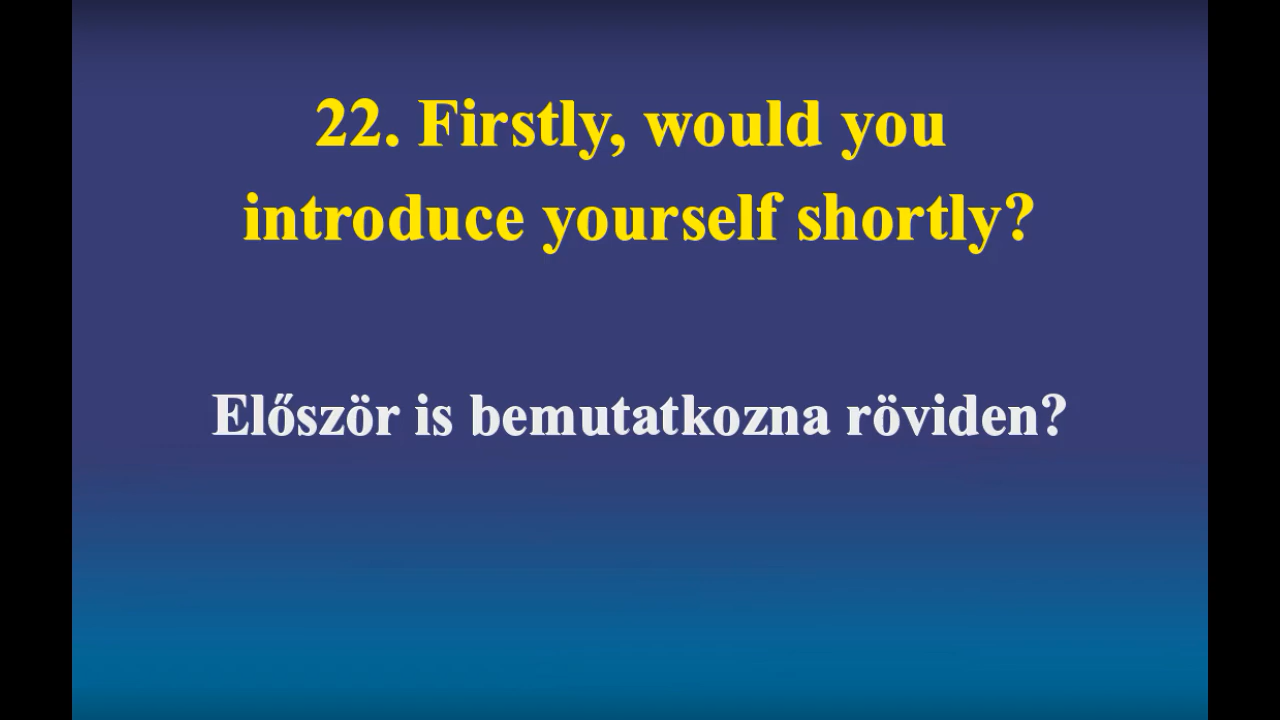 22. Firstly, would you
introduce yourself shortly?
Először is bemutatkozna röviden?